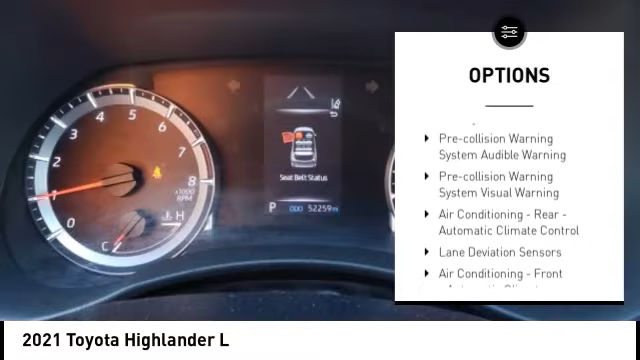 OPTIONS
Pre-collision Warning
System Audible Warning
Pre-collision Warning
System Visual Warning
Air Conditioning - Rear -
Automatic Climate Control
Lane Deviation Sensors
Air Conditioning - Front
0
1
2
3
4
5
6
7
8
x1000
RPM
C
H
Seat Belt Status
P ODO 52259mi
2021 Toyota Highlander L